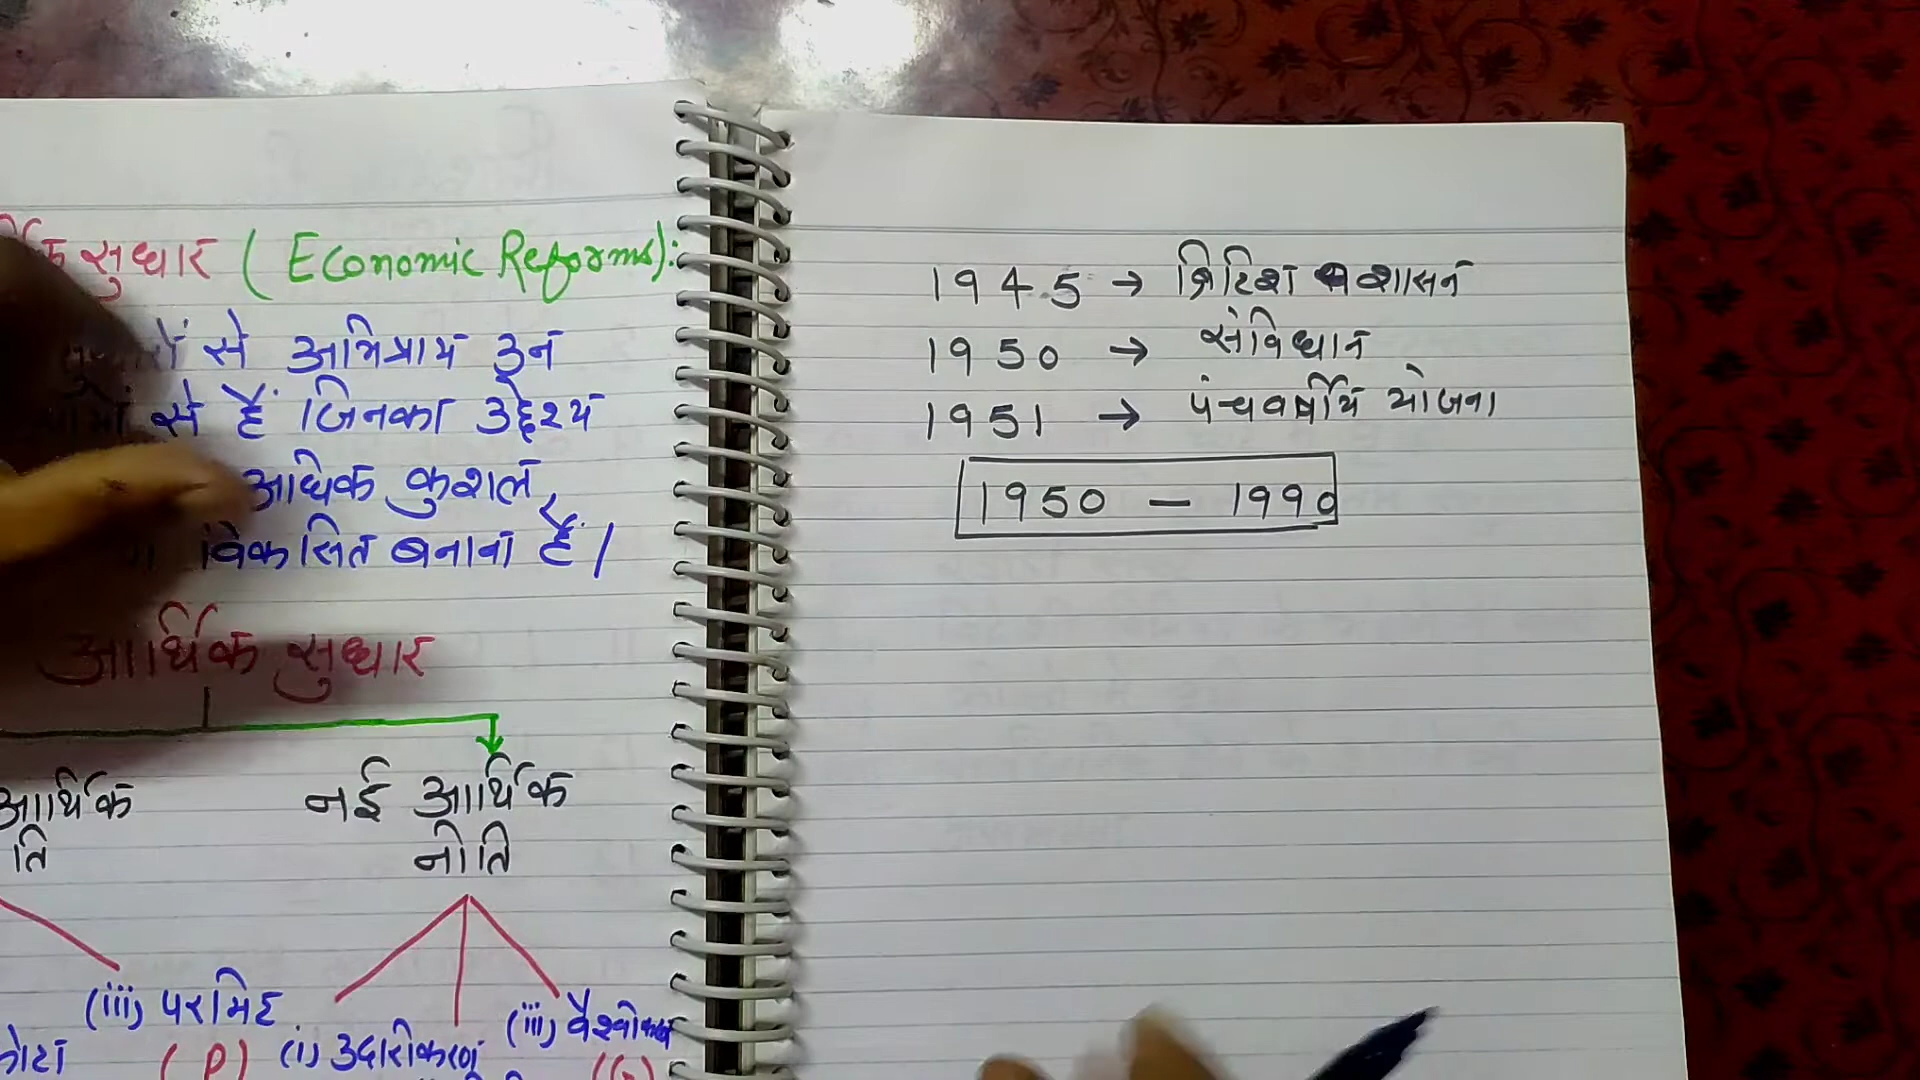 सुधार ( Economic Reforms):
से अभिप्राय उन
से हैं जिनका उद्देश्य
अधिक कुशल,
विकसित बनाना हैं।
आर्थिक सुधार
आर्थिक
ति
नई आर्थिक
नीति
(iii) परमिट
(P)
कोटा
(i) उदारीकरण
(iii) वैश्वीकरण
(G)
1945 → ब्रिटिश शासन
1950 → संविधान
1951 → पंचवर्षीय योजना
1950 — 1990